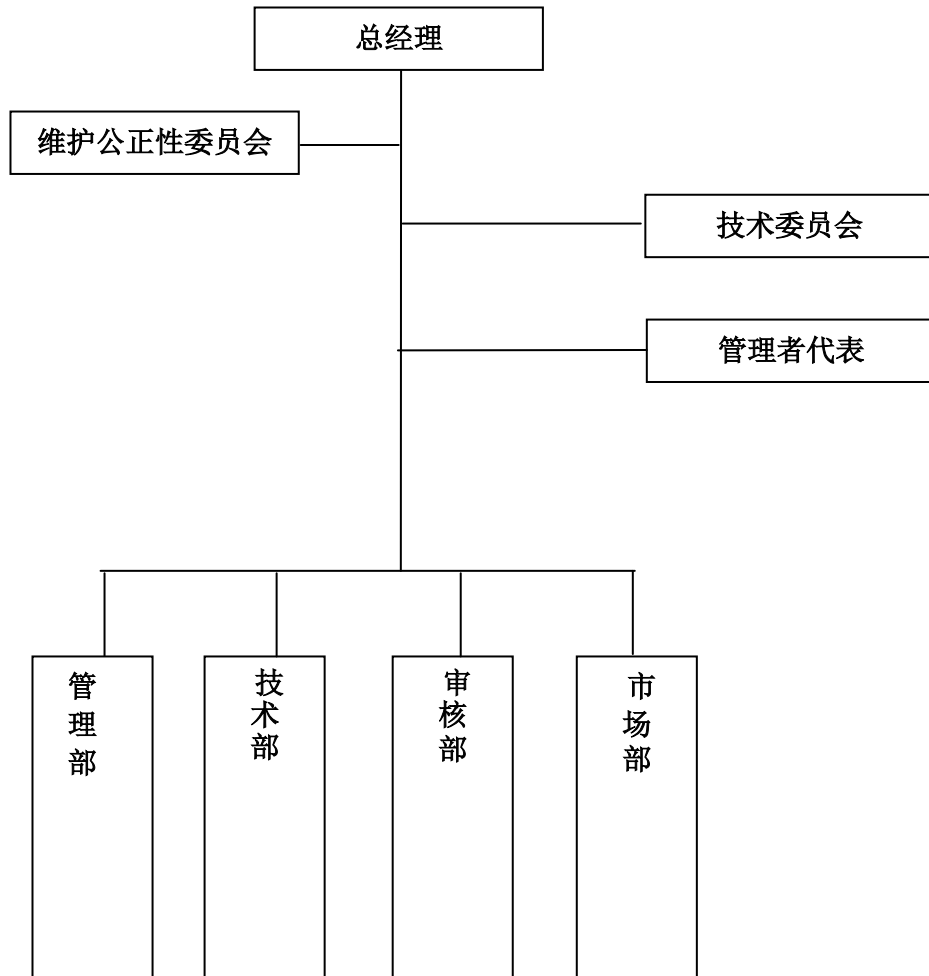 总经理
维护公正性委员会
技术委员会
管理者代表
管理部
技术部
审核部
市场部